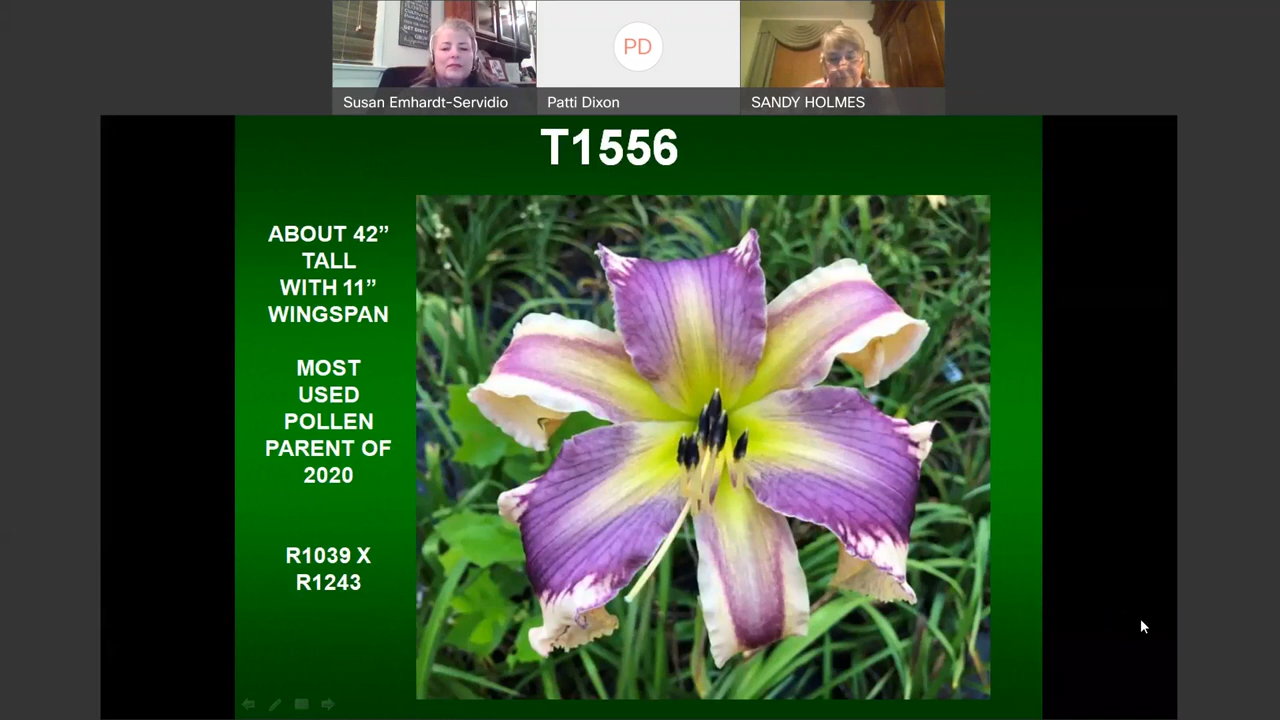 PD
Susan Emhardt-Servidio
Patti Dixon
SANDY HOLMES
T1556
ABOUT 42”
TALL
WITH 11”
WINGSPAN
MOST
USED
POLLEN
PARENT OF
2020
R1039 X
R1243